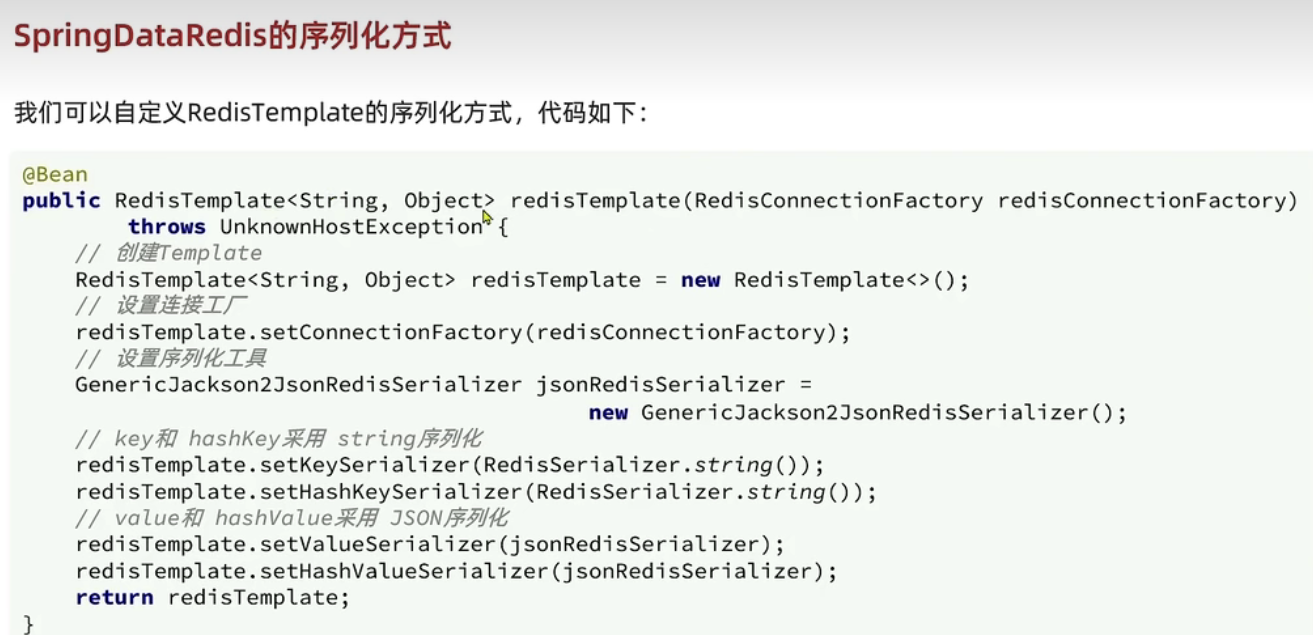 SpringDataRedis的序列化方式
我们可以自定义RedisTemplate的序列化方式，代码如下：
@Bean
public RedisTemplate<String, Object> redisTemplate(RedisConnectionFactory redisConnectionFactory)
throws UnknownHostException {
// 创建Template
RedisTemplate<String, Object> redisTemplate = new RedisTemplate<>();
// 设置连接工厂
redisTemplate.setConnectionFactory(redisConnectionFactory);
// 设置序列化工具
GenericJackson2JsonRedisSerializer jsonRedisSerializer =
new GenericJackson2JsonRedisSerializer();
// key和 hashKey采用 string序列化
redisTemplate.setKeySerializer(RedisSerializer.string());
redisTemplate.setHashKeySerializer(RedisSerializer.string());
// value和 hashValue采用 JSON序列化
redisTemplate.setValueSerializer(jsonRedisSerializer);
redisTemplate.setHashValueSerializer(jsonRedisSerializer);
return redisTemplate;
}